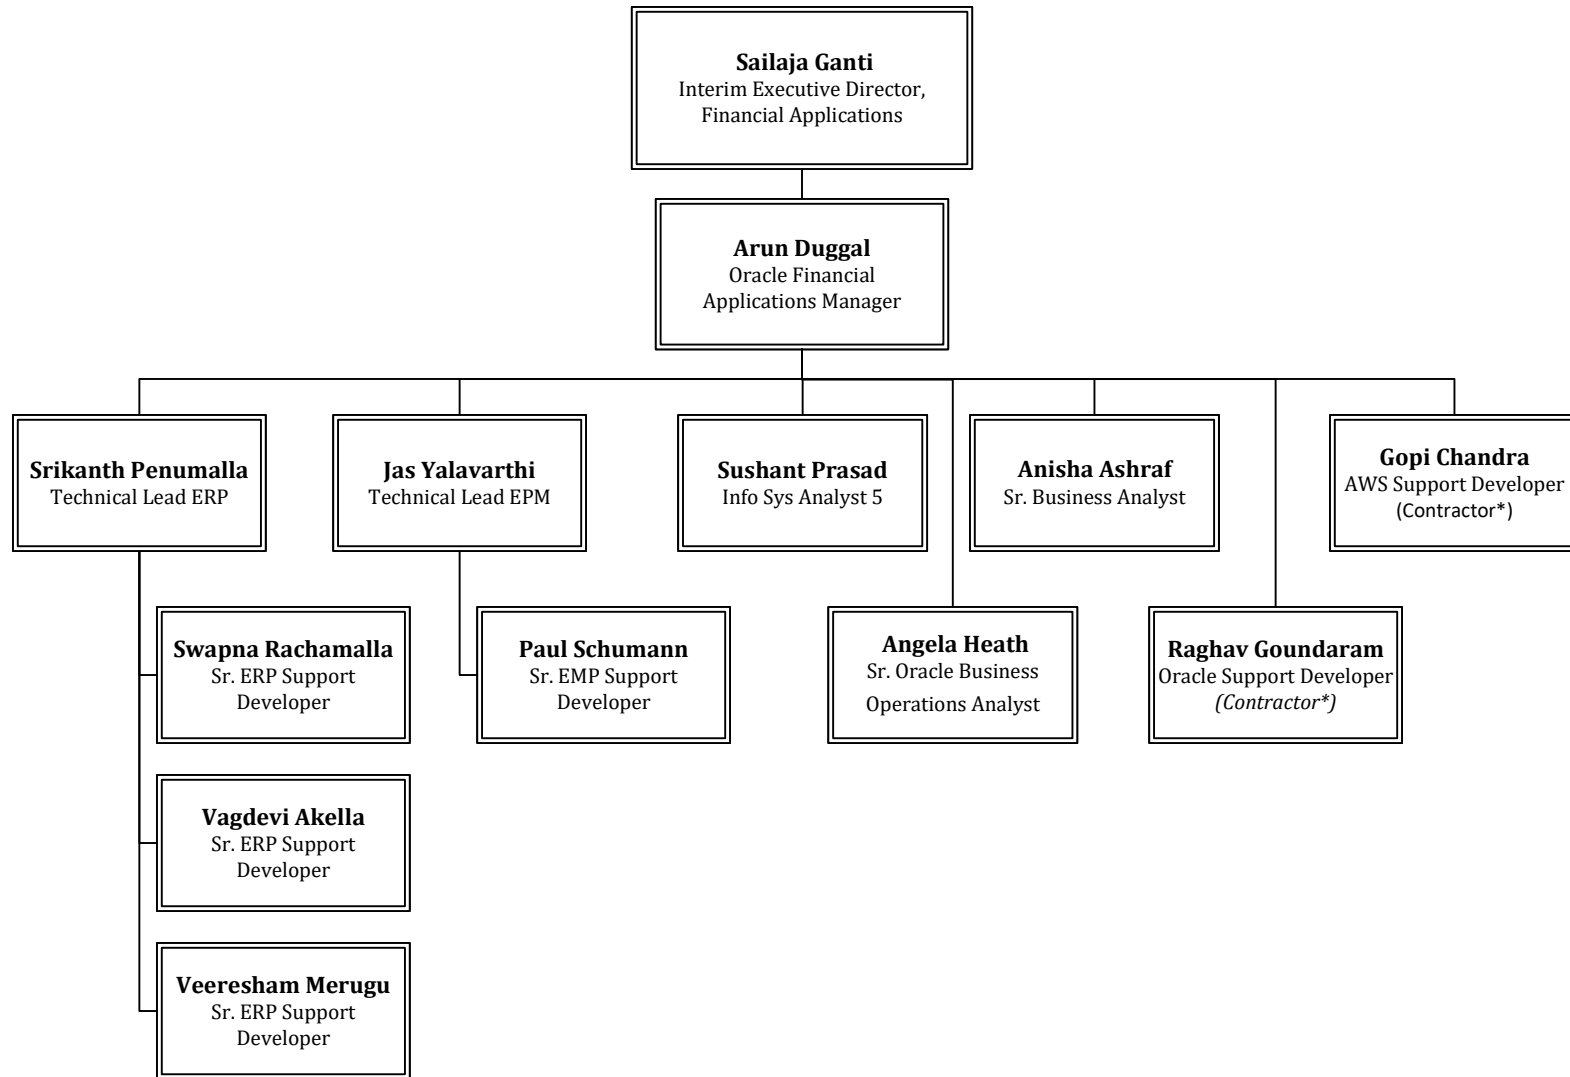 Sailaja Ganti
Interim Executive Director,
Financial Applications
Arun Duggal
Oracle Financial
Applications Manager
Srikanth Penumalla
Technical Lead ERP
Jas Yalavarthi
Technical Lead EPM
Sushant Prasad
Info Sys Analyst 5
Anisha Ashraf
Sr. Business Analyst
Gopi Chandra
AWS Support Developer
(Contractor*)
Swapna Rachamalla
Sr. ERP Support
Developer
Paul Schumann
Sr. EMP Support
Developer
Angela Heath
Sr. Oracle Business
Operations Analyst
Raghav Goundaram
Oracle Support Developer
(Contractor*)
Vagdevi Akella
Sr. ERP Support
Developer
Veeresham Merugu
Sr. ERP Support
Developer